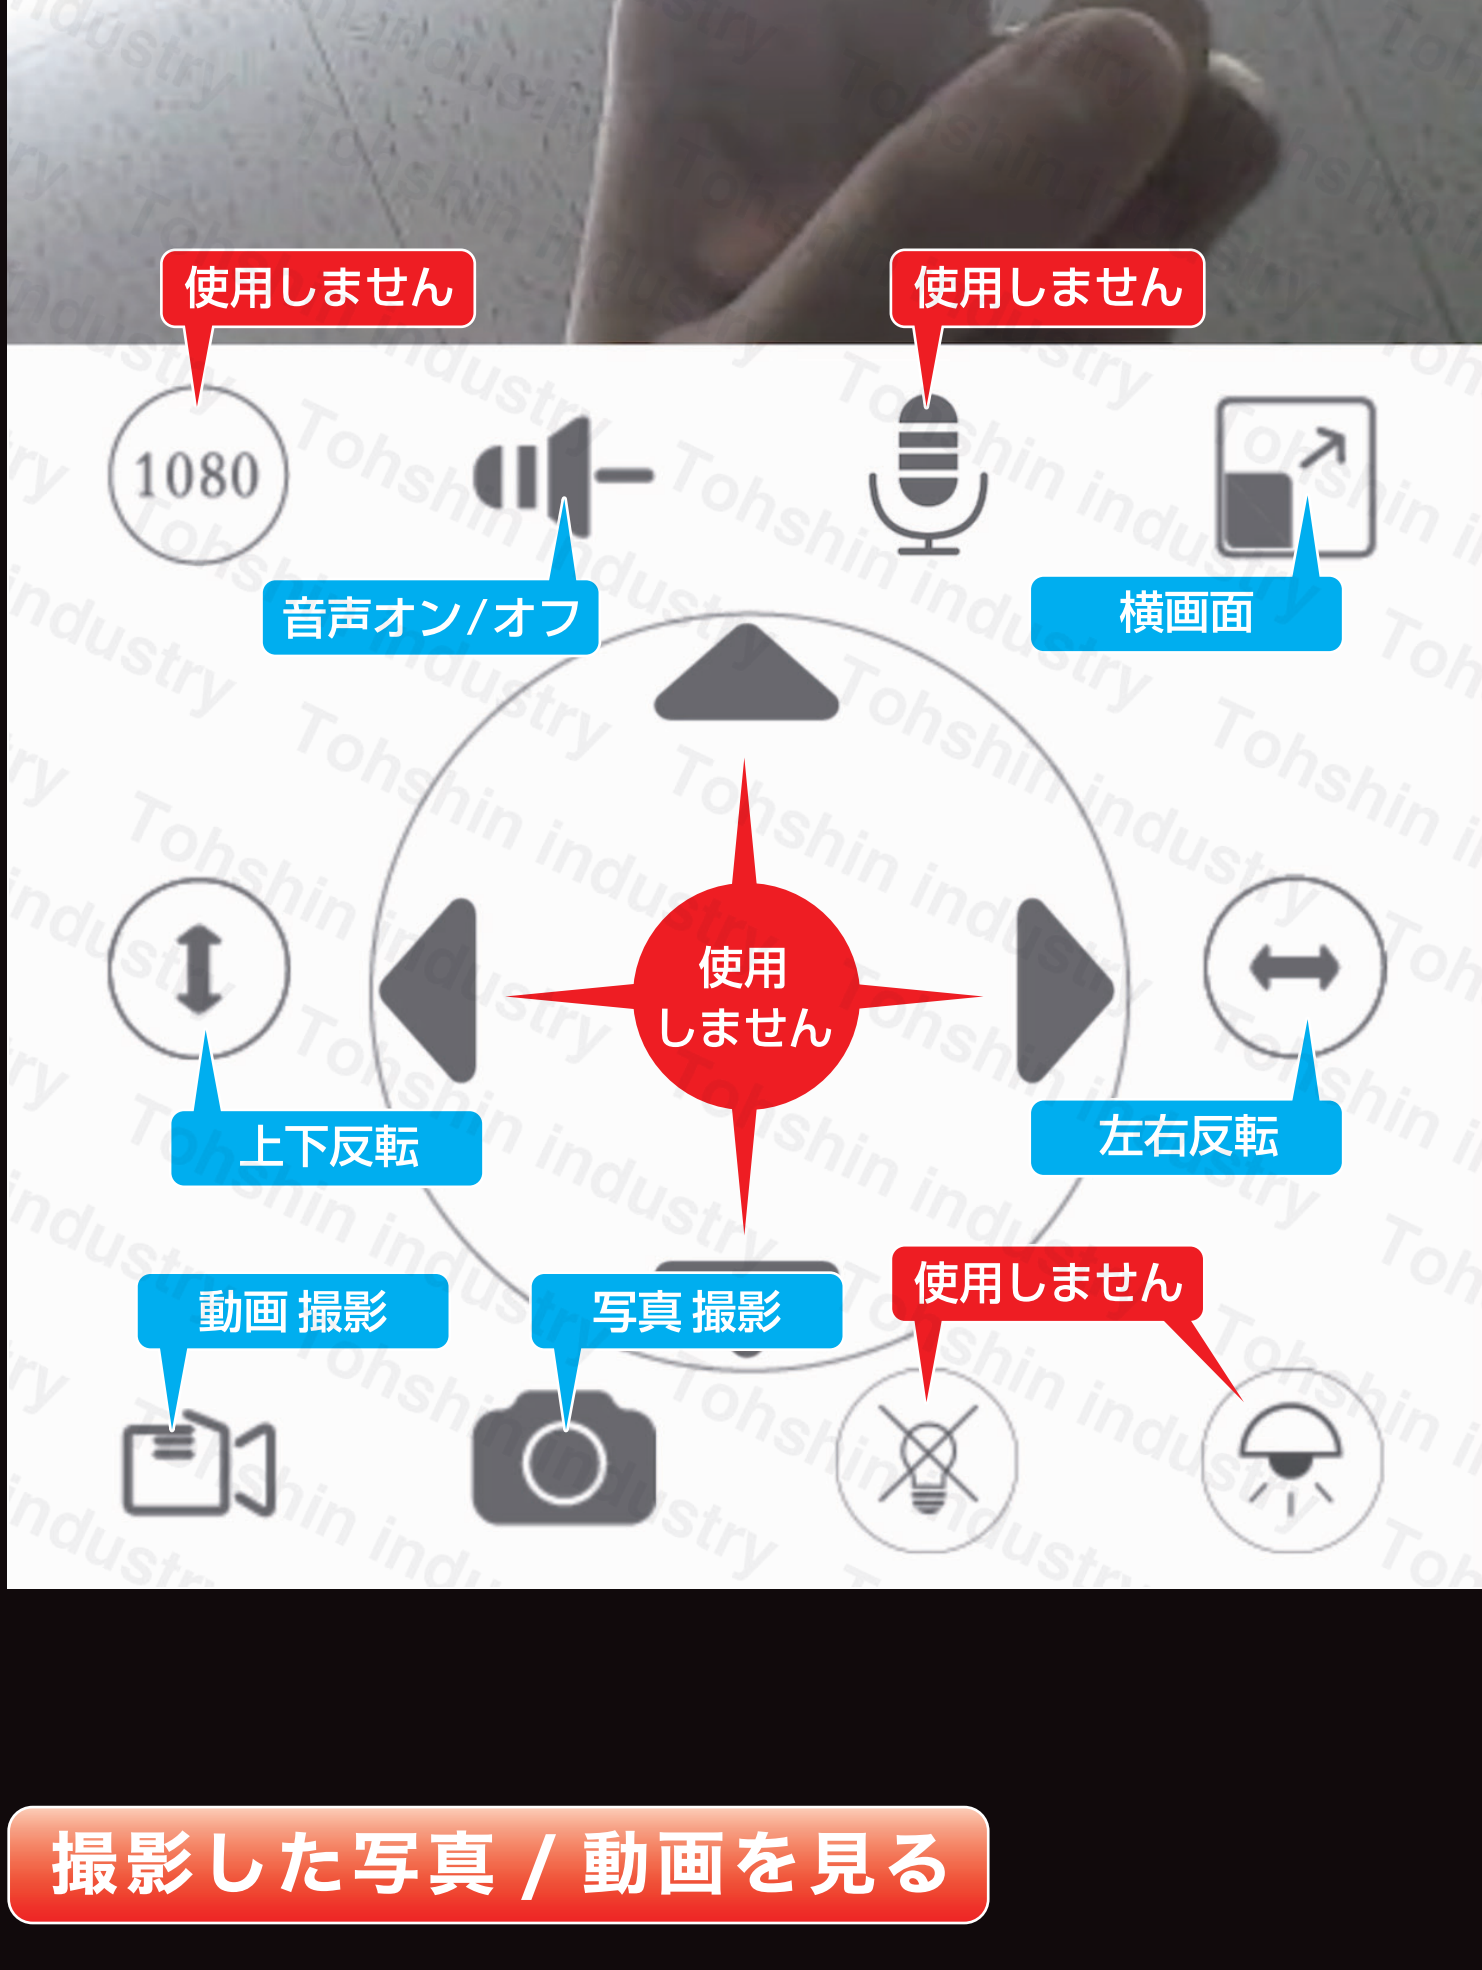 使用しません
使用しません
1080
音声オン/オフ
横画面
使用
しません
上下反転
左右反転
動画 撮影
写真 撮影
使用しません
撮影した写真 / 動画を見る
Tohshin industry